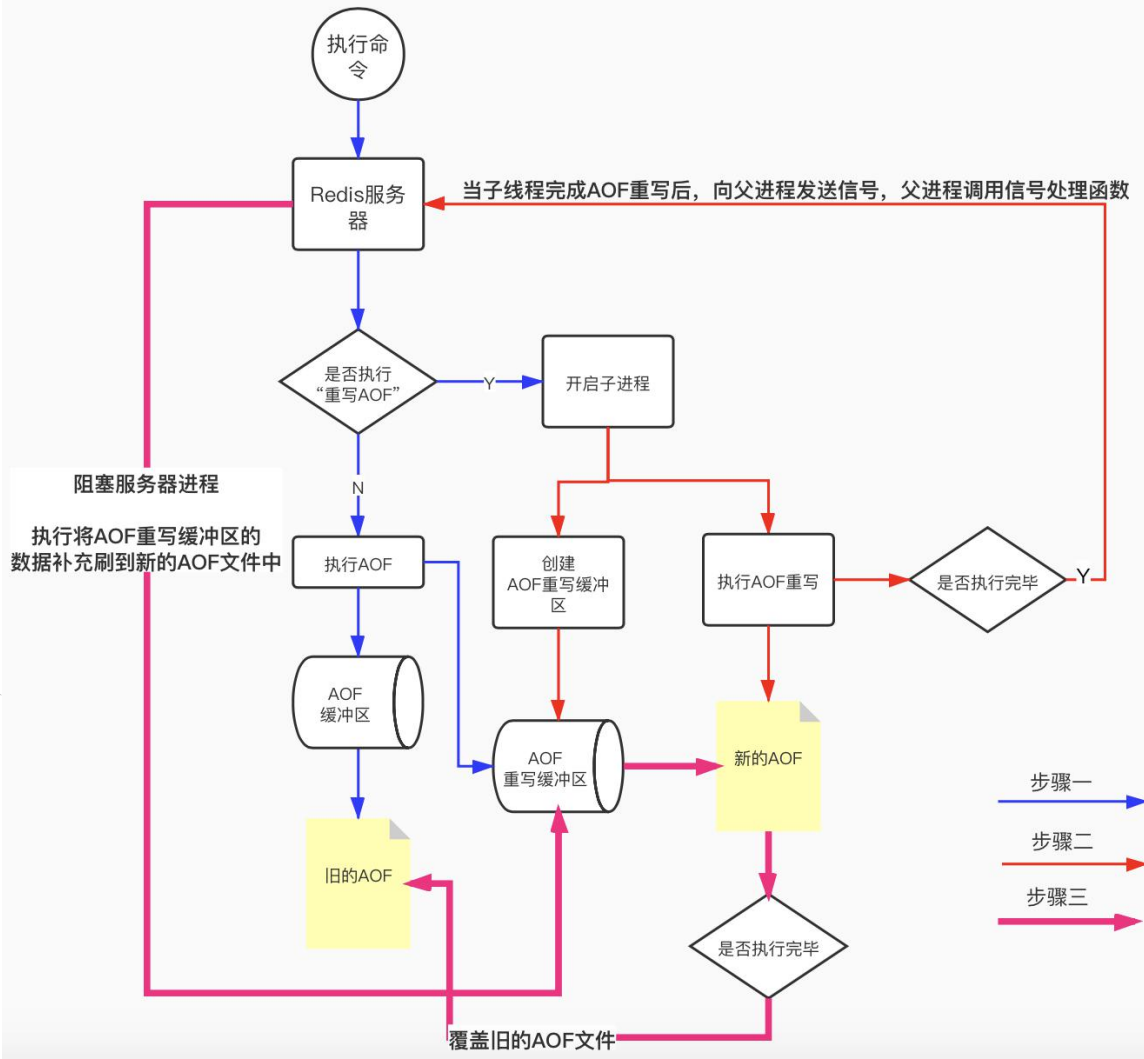 执行命
令
Redis服务
器
当子线程完成AOF重写后，向父进程发送信号，父进程调用信号处理函数
是否执行
“重写AOF”
Y
开启子进程
N
阻塞服务器进程
执行将AOF重写缓冲区的
数据补充刷到新的AOF文件中
执行AOF
创建
AOF重写缓冲
区
执行AOF重写
是否执行完毕
Y
AOF
缓冲区
AOF
重写缓冲区
新的AOF
旧的AOF
步骤一
步骤二
步骤三
是否执行完毕
覆盖旧的AOF文件